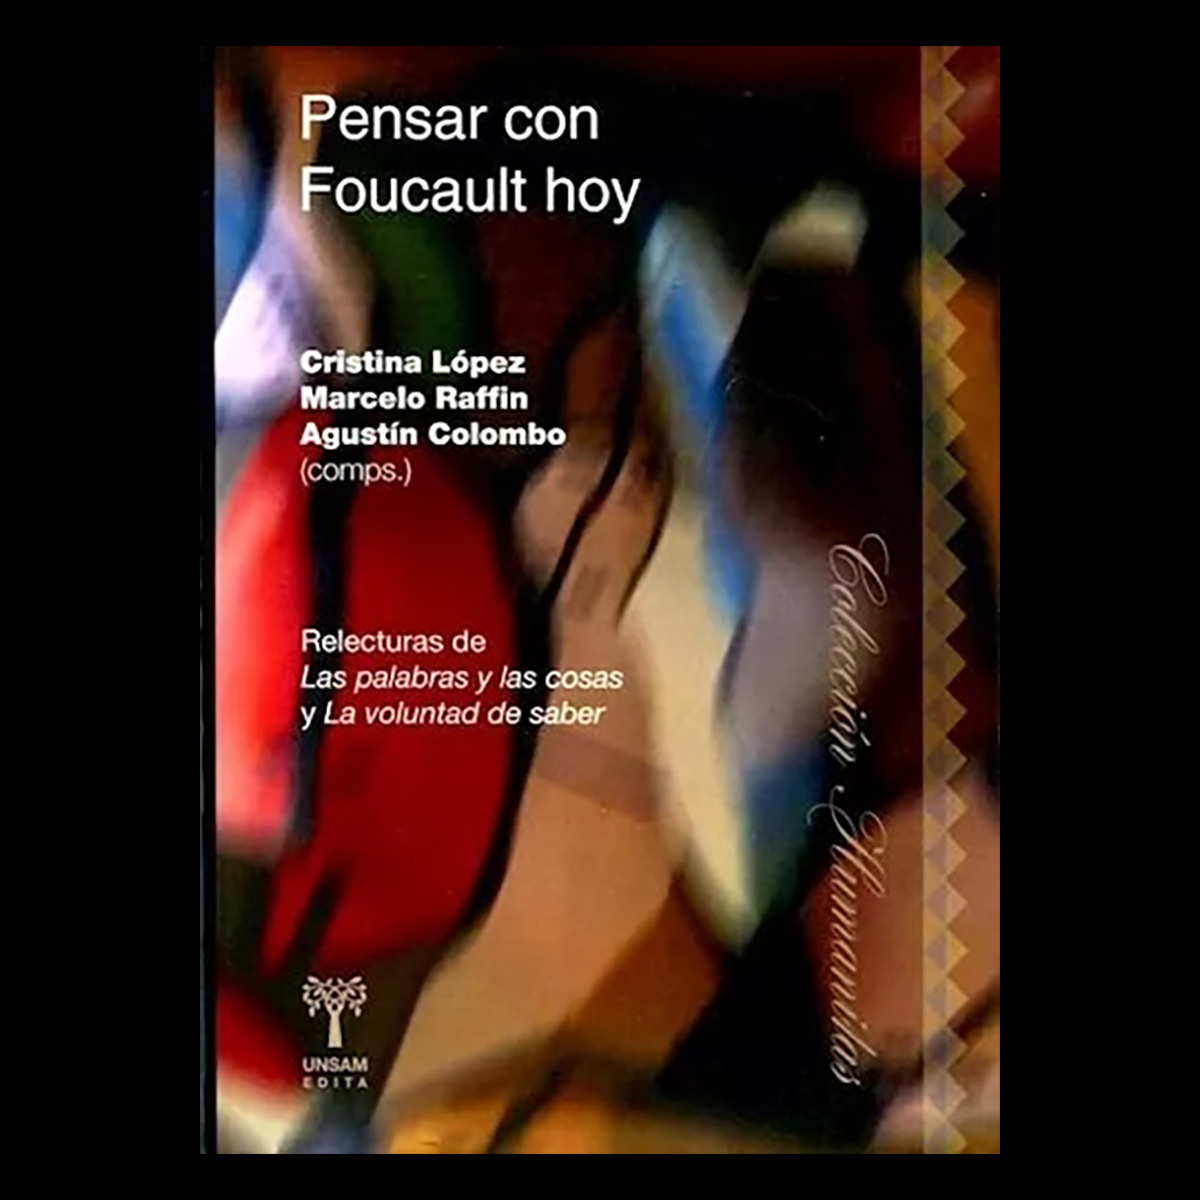 Pensar con
Foucault hoy
Cristina López
Marcelo Raffin
Agustín Colombo
(comps.)
Relecturas de
Las palabras y las cosas
y La voluntad de saber
Colección Humanitas
UNSAM
EDITA